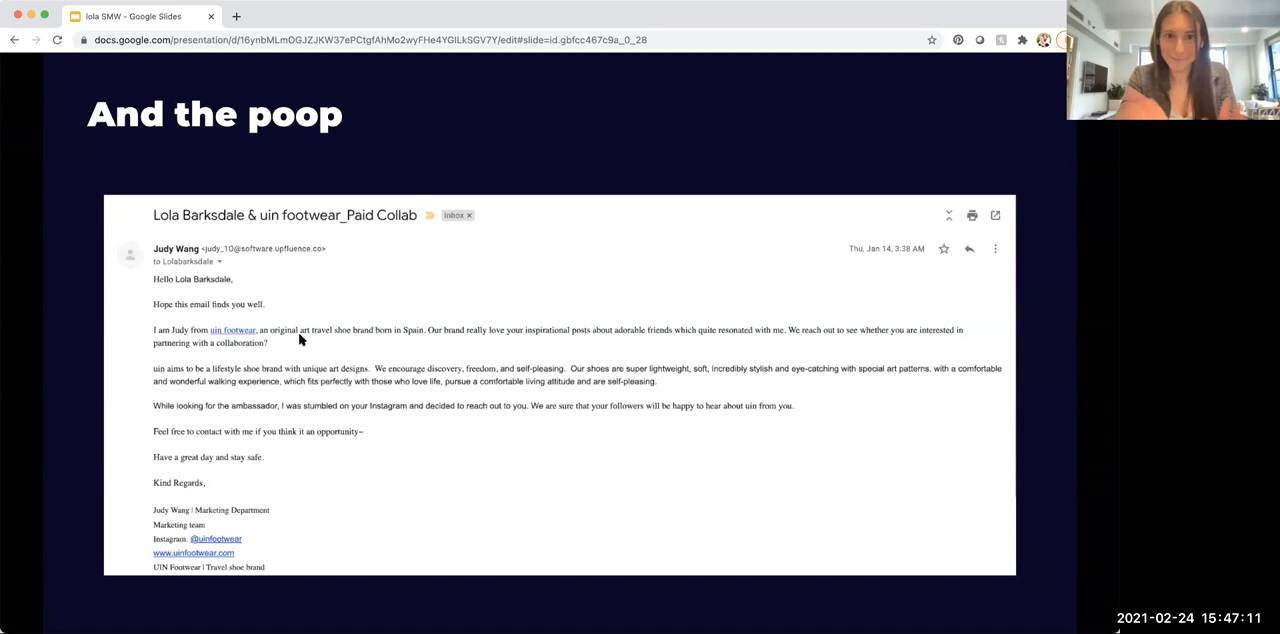 lola SMW - Google Slides
docs.google.com/presentation/d/16ynbMLmOGJZJKW37ePCtgfAhMo2wyFHe4YGILkSGV7Y/edit#slide=id.gbfcc467c9a_0_28
And the poop
Lola Barksdale & uin footwear_Paid Collab Inbox ×
Judy Wang <judy_10@software.upfluence.co> Thu, Jan 14, 3:38 AM
to Lolabarksdale
Hello Lola Barksdale,
Hope this email finds you well.
I am Judy from uin footwear, an original art travel shoe brand born in Spain. Our brand really love your inspirational posts about adorable friends which quite resonated with me. We reach out to see whether you are interested in
partnering with a collaboration?
uin aims to be a lifestyle shoe brand with unique art designs. We encourage discovery, freedom, and self-pleasing. Our shoes are super lightweight, soft, incredibly stylish and eye-catching with special art patterns, with a comfortable
and wonderful walking experience, which fits perfectly with those who love life, pursue a comfortable living attitude and are self-pleasing.
While looking for the ambassador, I was stumbled on your Instagram and decided to reach out to you. We are sure that your followers will be happy to hear about uin from you.
Feel free to contact with me if you think it an opportunity~
Have a great day and stay safe.
Kind Regards,
Judy Wang | Marketing Department
Marketing team
Instagram: @uinfootwear
www.uinfootwear.com
UIN Footwear | Travel shoe brand
2021-02-24 15:47:11